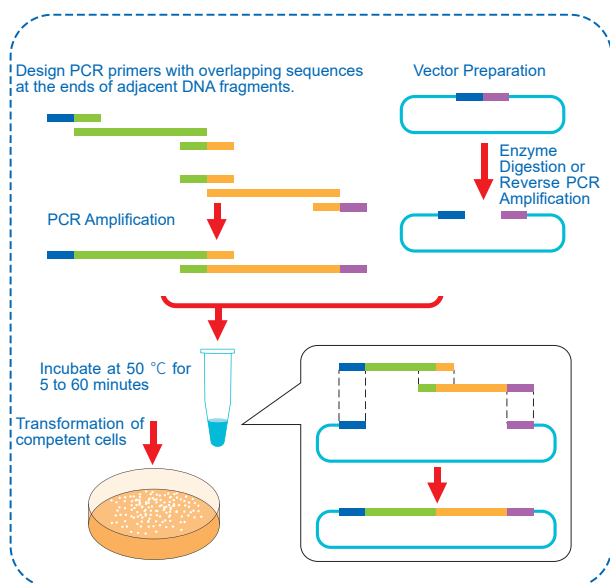 Design PCR primers with overlapping sequences
at the ends of adjacent DNA fragments.
Vector Preparation
Enzyme
Digestion or
Reverse PCR
Amplification
PCR Amplification
Incubate at 50 °C for
5 to 60 minutes
Transformation of
competent cells